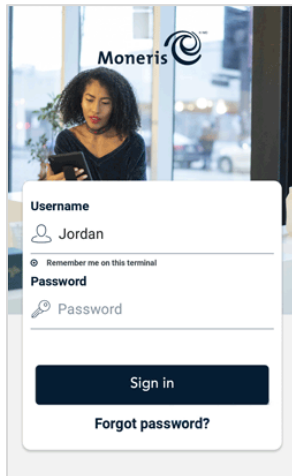 Moneris
Username
Jordan
Remember me on this terminal
Password
Password
Sign in
Forgot password?